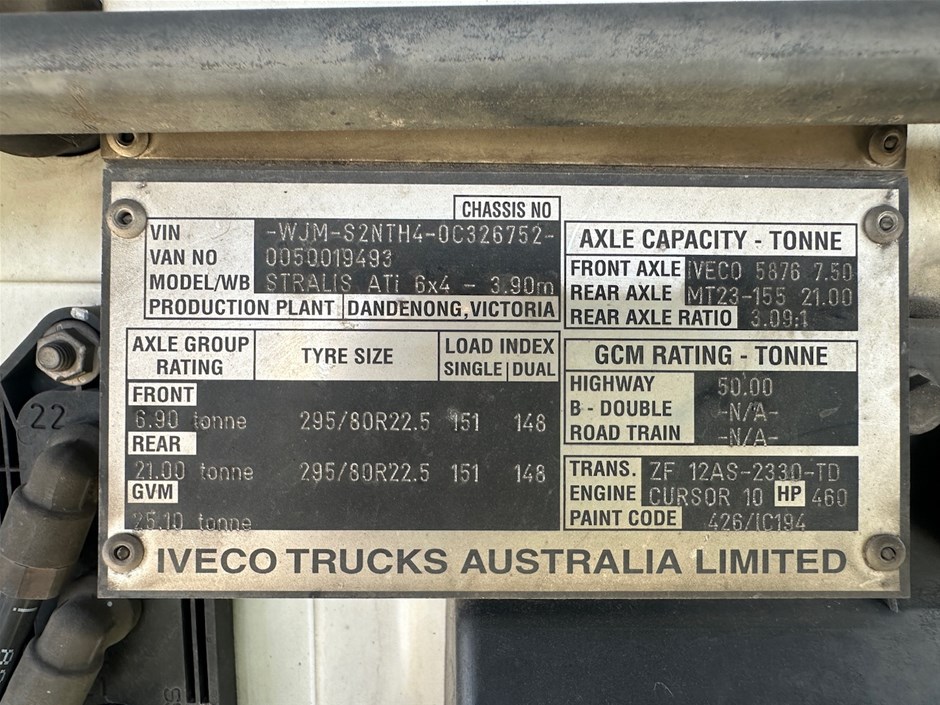 CHASSIS NO
VIN -WJM-S2NTH4-0C326752-
VAN NO 0050019493
MODEL/WB STRALIS ATi 6x4 - 3.90m
PRODUCTION PLANT DANDENONG, VICTORIA
AXLE CAPACITY - TONNE
FRONT AXLE IVECO 5876 7.50
REAR AXLE MT23-155 21.00
REAR AXLE RATIO 3.09:1
AXLE GROUP RATING TYRE SIZE LOAD INDEX
SINGLE DUAL
FRONT
6.90 tonne 295/80R22.5 151 148
REAR
21.00 tonne 295/80R22.5 151 148
GVM
25.10 tonne
GCM RATING - TONNE
HIGHWAY 50.00
B - DOUBLE -N/A-
ROAD TRAIN -N/A-
TRANS. ZF 12AS-2330-TD
ENGINE CURSOR 10 HP 460
PAINT CODE 426/IC194
IVECO TRUCKS AUSTRALIA LIMITED
22